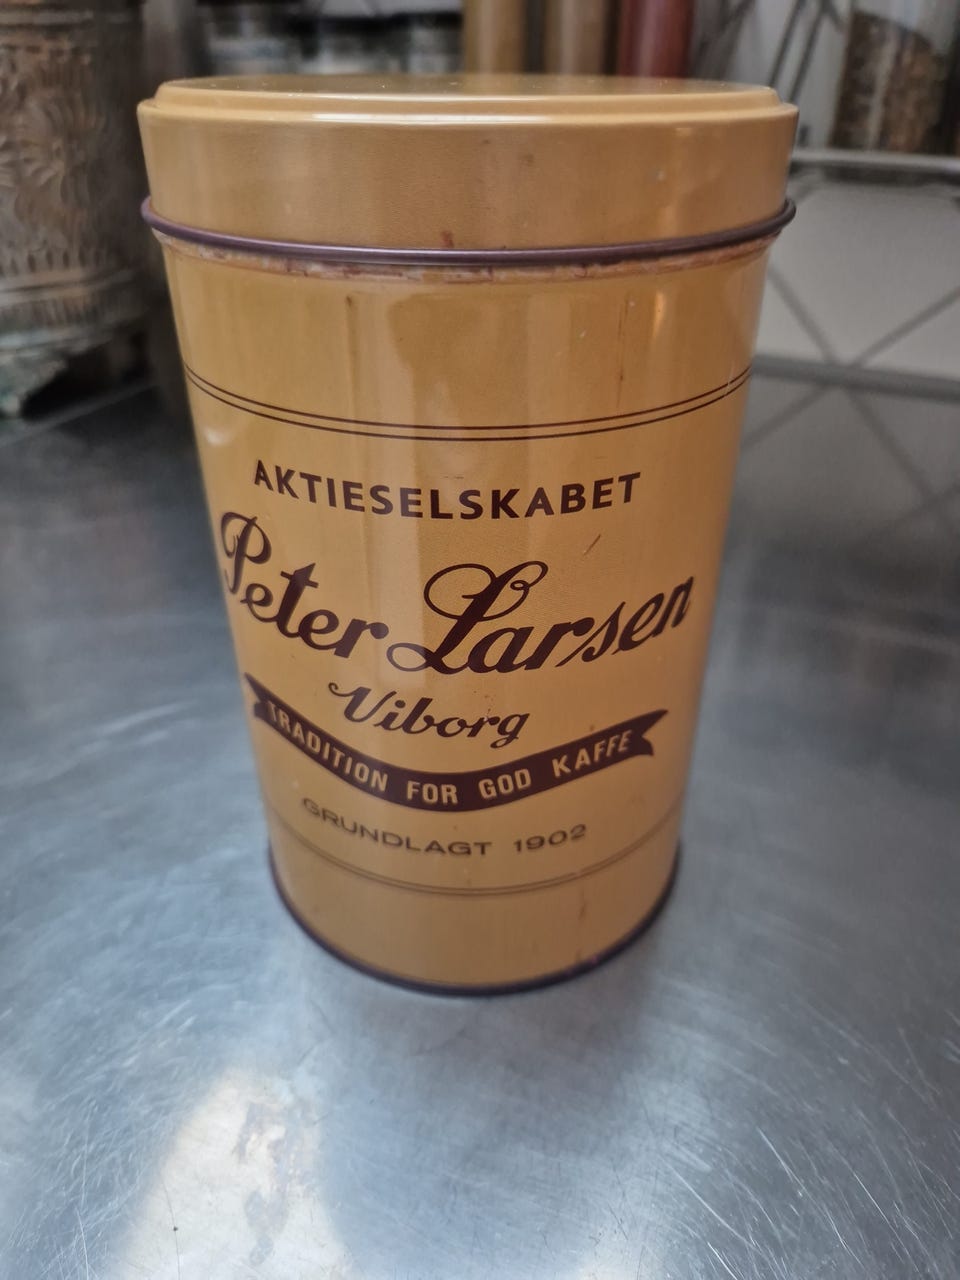 AKTIESELSKABET
Peter Larsen
Viborg
TRADITION FOR GOD KAFFE
GRUNDLAGT 1902